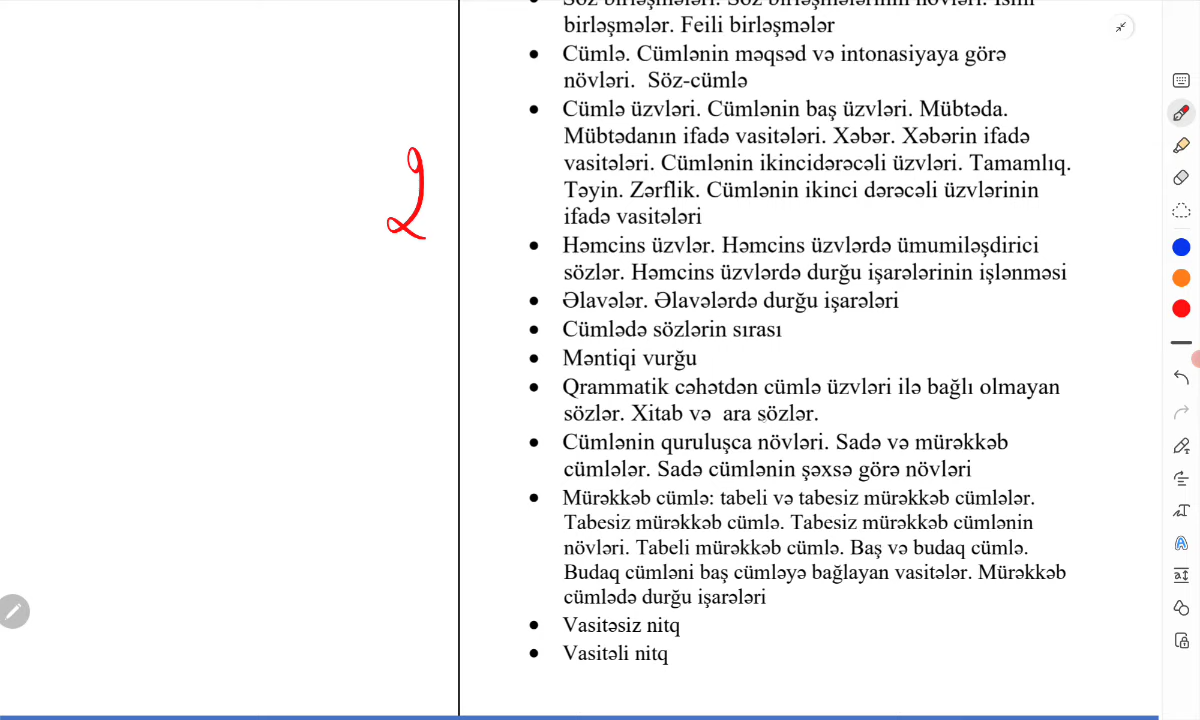 birləşmələr. Feili birləşmələr
• Cümlə. Cümlənin məqsəd və intonasiyaya görə
növləri. Söz-cümlə
• Cümlə üzvləri. Cümlənin baş üzvləri. Mübtəda.
Mübtədanın ifadə vasitələri. Xəbər. Xəbərin ifadə
vasitələri. Cümlənin ikincidərəcəli üzvləri. Tamamlıq.
Təyin. Zərflik. Cümlənin ikinci dərəcəli üzvlərinin
ifadə vasitələri
2
• Həmcins üzvlər. Həmcins üzvlərdə ümumiləşdirici
sözlər. Həmcins üzvlərdə durğu işarələrinin işlənməsi
• Əlavələr. Əlavələrdə durğu işarələri
• Cümlədə sözlərin sırası
• Məntiqi vurğu
• Qrammatik cəhətdən cümlə üzvləri ilə bağlı olmayan
sözlər. Xitab və ara sözlər.
• Cümlənin quruluşca növləri. Sadə və mürəkkəb
cümlələr. Sadə cümlənin şəxsə görə növləri
• Mürəkkəb cümlə: tabeli və tabesiz mürəkkəb cümlələr.
Tabesiz mürəkkəb cümlə. Tabesiz mürəkkəb cümlənin
növləri. Tabeli mürəkkəb cümlə. Baş və budaq cümlə.
Budaq cümləni baş cümləyə bağlayan vasitələr. Mürəkkəb
cümlədə durğu işarələri
• Vasitəsiz nitq
• Vasitəli nitq